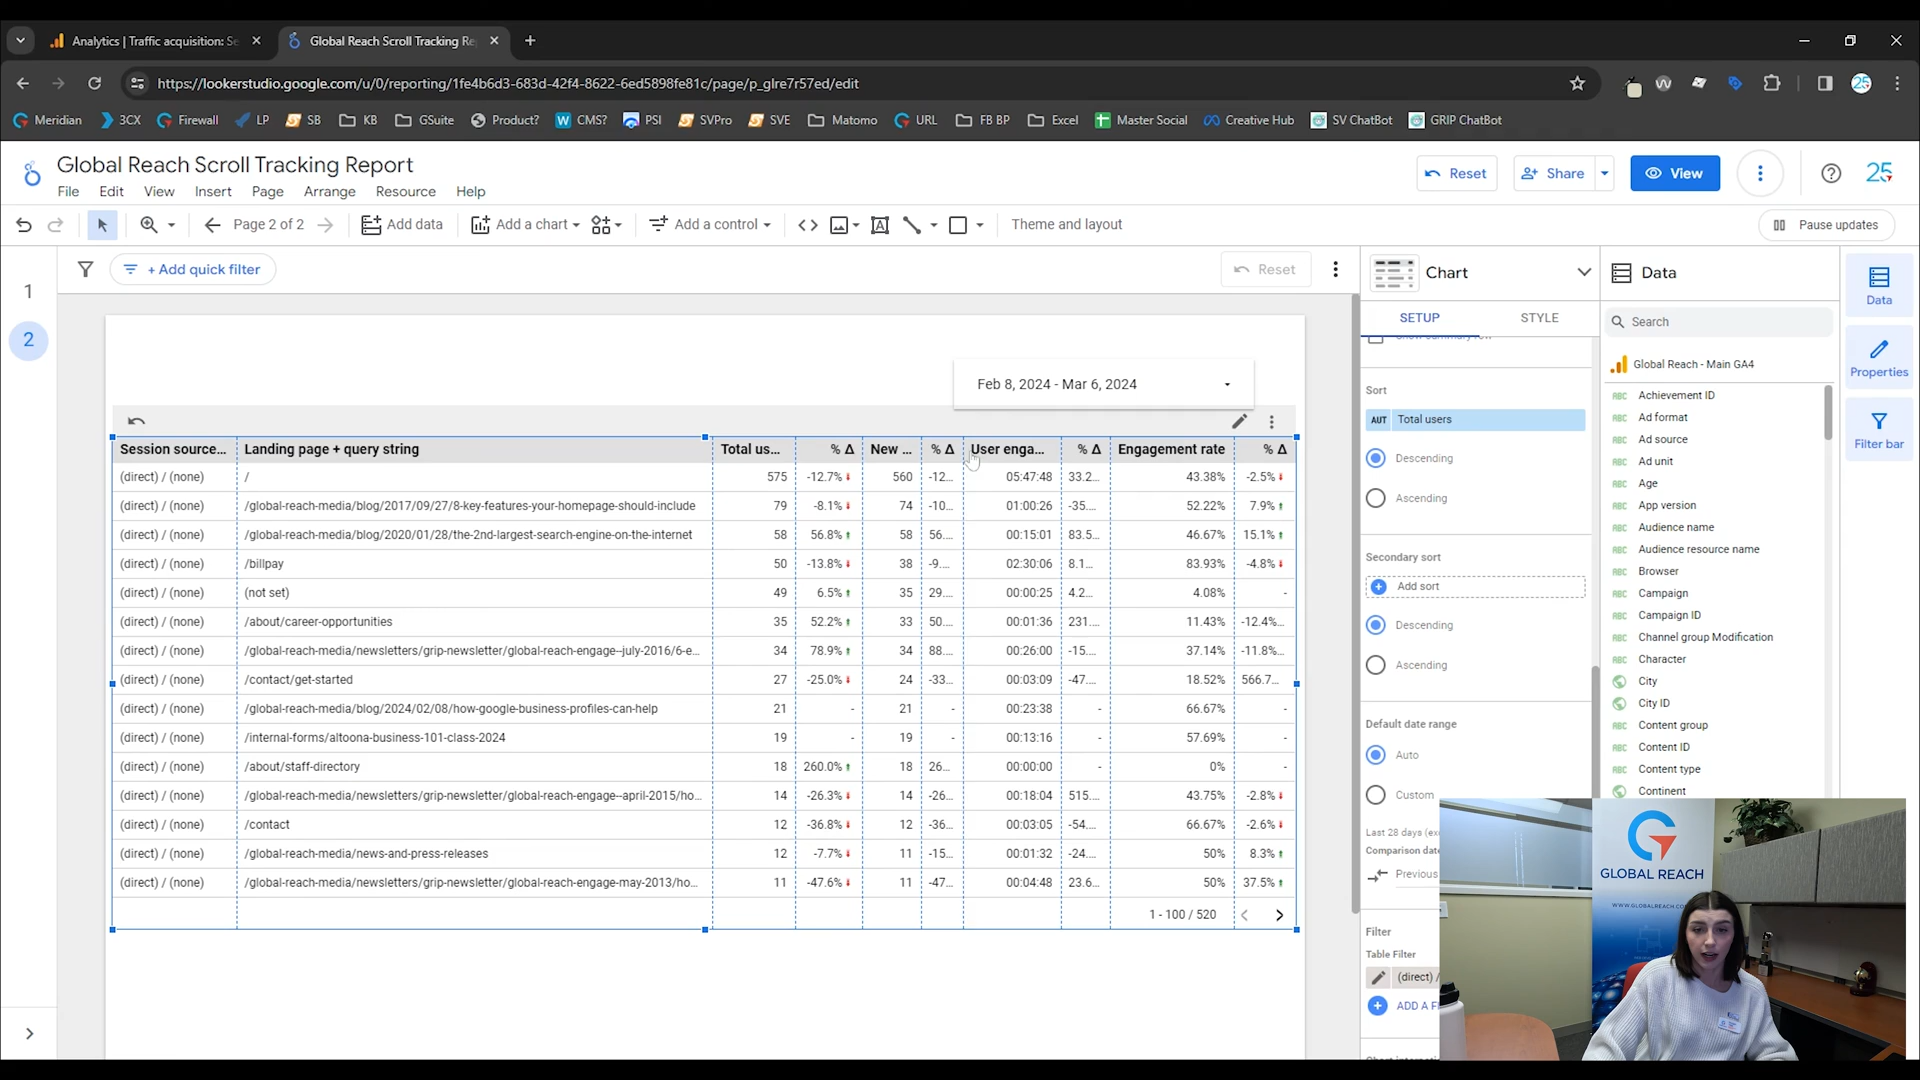 Analytics | Traffic acquisition: Se
Global Reach Scroll Tracking Re
https://lookerstudio.google.com/u/0/reporting/1fe4b6d3-683d-42f4-8622-6ed5898fe81c/page/p_glre7r57ed/edit
Meridian 3CX Firewall LP SB KB GSuite Product? CMS? PSI SVPro SVE Matomo URL FB BP Excel Master Social Creative Hub SV ChatBot GRIP ChatBot
Global Reach Scroll Tracking Report
File Edit View Insert Page Arrange Resource Help
Reset Share View 25
Page 2 of 2 Add data Add a chart Add a control Theme and layout Pause updates
+ Add quick filter Reset
1
2
Feb 8, 2024 - Mar 6, 2024
Session source... Landing page + query string Total us... % Δ New ... % Δ User enga... % Δ Engagement rate % Δ
(direct) / (none) / 575 -12.7% 560 -12... 05:47:48 33.2... 43.38% -2.5%
(direct) / (none) /global-reach-media/blog/2017/09/27/8-key-features-your-homepage-should-include 79 -8.1% 74 -10... 01:00:26 -35.... 52.22% 7.9%
(direct) / (none) /global-reach-media/blog/2020/01/28/the-2nd-largest-search-engine-on-the-internet 58 56.8% 58 56.... 00:15:01 83.5... 46.67% 15.1%
(direct) / (none) /billpay 50 -13.8% 38 -9.... 02:30:06 8.1... 83.93% -4.8%
(direct) / (none) (not set) 49 6.5% 35 29.... 00:00:25 4.2... 4.08% -
(direct) / (none) /about/career-opportunities 35 52.2% 33 50.... 00:01:36 231.... 11.43% -12.4%...
(direct) / (none) /global-reach-media/newsletters/grip-newsletter/global-reach-engage--july-2016/6-e... 34 78.9% 34 88.... 00:26:00 -15.... 37.14% -11.8%...
(direct) / (none) /contact/get-started 27 -25.0% 24 -33... 00:03:09 -47.... 18.52% 566.7...
(direct) / (none) /global-reach-media/blog/2024/02/08/how-google-business-profiles-can-help 21 - 21 - 00:23:38 - 66.67% -
(direct) / (none) /internal-forms/altoona-business-101-class-2024 19 - 19 - 00:13:16 - 57.69% -
(direct) / (none) /about/staff-directory 18 260.0% 18 26... 00:00:00 - 0% -
(direct) / (none) /global-reach-media/newsletters/grip-newsletter/global-reach-engage--april-2015/ho... 14 -26.3% 14 -26... 00:18:04 515.... 43.75% -2.8%
(direct) / (none) /contact 12 -36.8% 12 -36... 00:03:05 -54.... 66.67% -2.6%
(direct) / (none) /global-reach-media/news-and-press-releases 12 -7.7% 11 -15... 00:01:32 -24.... 50% 8.3%
(direct) / (none) /global-reach-media/newsletters/grip-newsletter/global-reach-engage-may-2013/ho... 11 -47.6% 11 -47... 00:04:48 23.6... 50% 37.5%
1 - 100 / 520
Chart
SETUP STYLE
Sort
AUT Total users
Descending
Ascending
Secondary sort
Add sort
Descending
Ascending
Default date range
Auto
Custom
Last 28 days (ex
Comparison dat
Previous
Filter
Table Filter
(direct) /
ADD A F
Data
Search
Global Reach - Main GA4
ABC Achievement ID
ABC Ad format
ABC Ad source
ABC Ad unit
ABC Age
ABC App version
ABC Audience name
ABC Audience resource name
ABC Browser
ABC Campaign
ABC Campaign ID
ABC Channel group Modification
ABC Character
City
City ID
ABC Content group
ABC Content ID
ABC Content type
Continent
Data
Properties
Filter bar
GLOBAL REACH